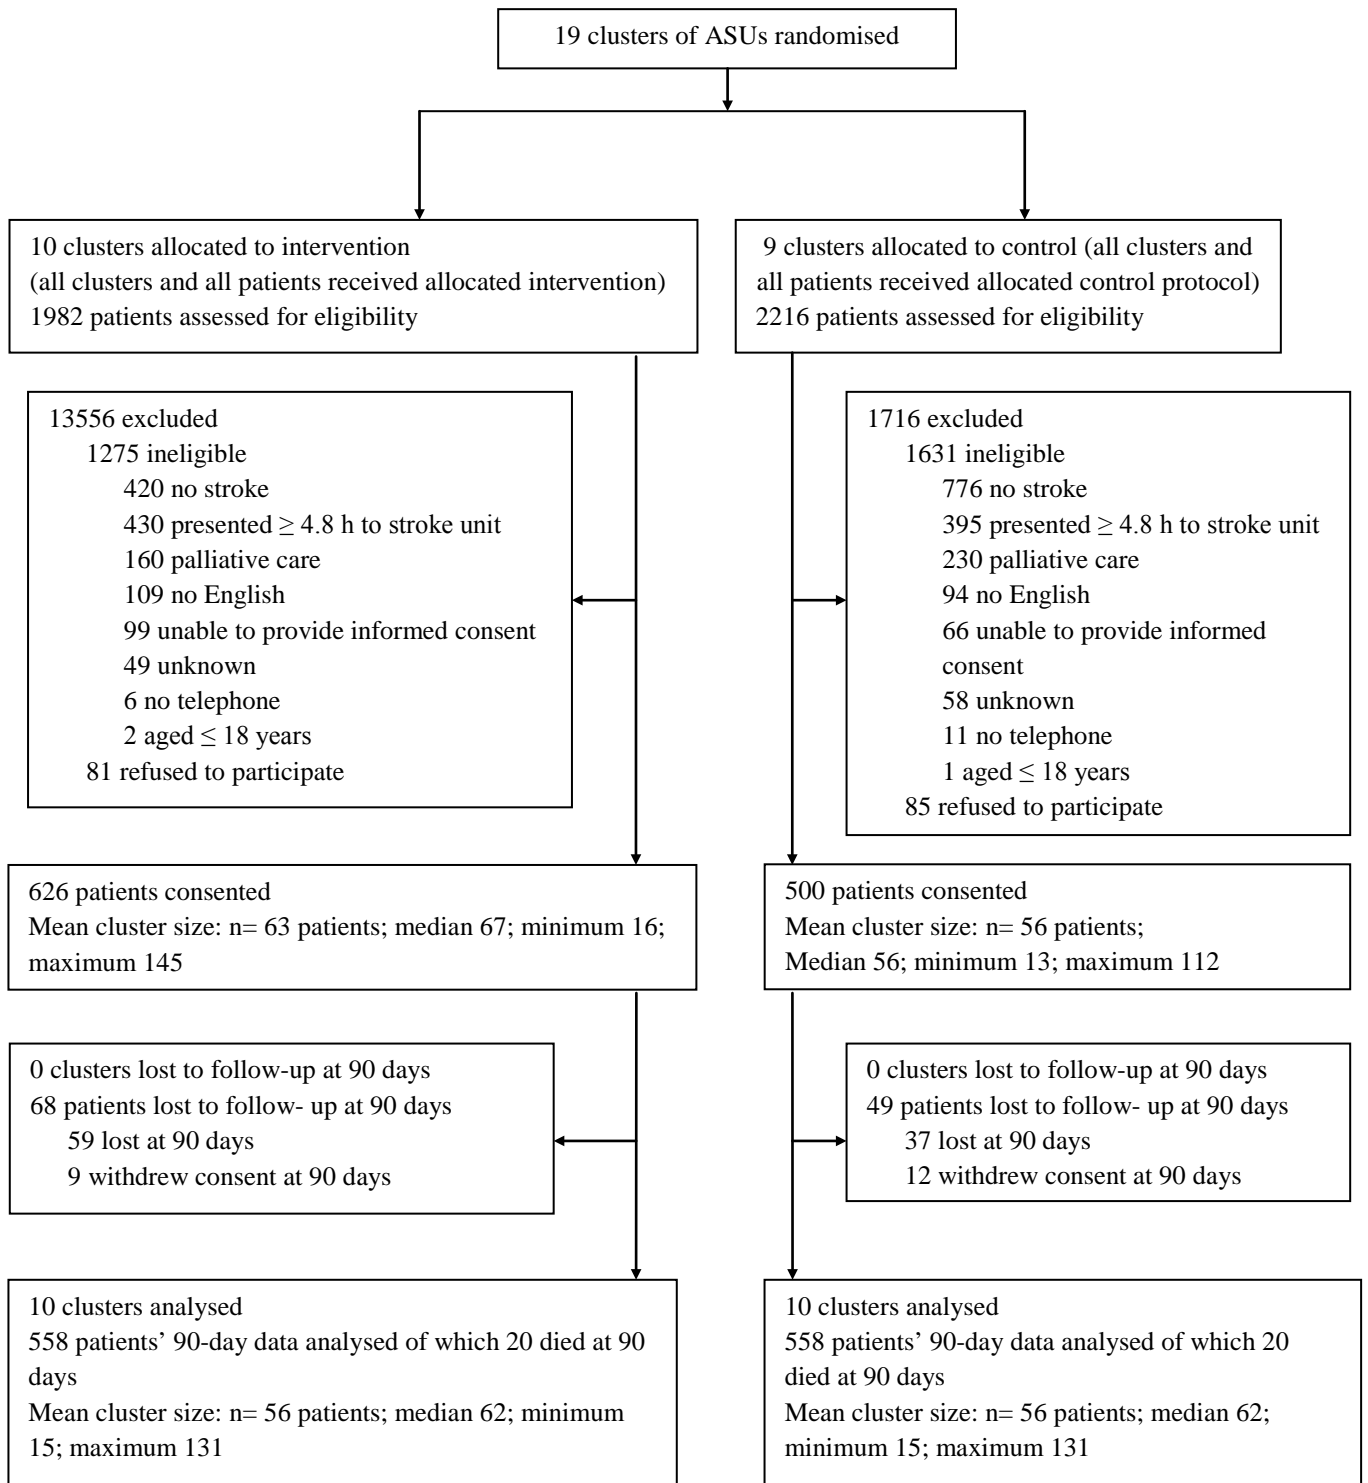 19 clusters of ASUs randomised
10 clusters allocated to intervention
(all clusters and all patients received allocated intervention)
1982 patients assessed for eligibility
9 clusters allocated to control (all clusters and
all patients received allocated control protocol)
2216 patients assessed for eligibility
13556 excluded
1275 ineligible
420 no stroke
430 presented ≥ 4.8 h to stroke unit
160 palliative care
109 no English
99 unable to provide informed consent
49 unknown
6 no telephone
2 aged ≤ 18 years
81 refused to participate
1716 excluded
1631 ineligible
776 no stroke
395 presented ≥ 4.8 h to stroke unit
230 palliative care
94 no English
66 unable to provide informed
consent
58 unknown
11 no telephone
1 aged ≤ 18 years
85 refused to participate
626 patients consented
Mean cluster size: n= 63 patients; median 67; minimum 16;
maximum 145
500 patients consented
Mean cluster size: n= 56 patients;
Median 56; minimum 13; maximum 112
0 clusters lost to follow-up at 90 days
68 patients lost to follow- up at 90 days
59 lost at 90 days
9 withdrew consent at 90 days
0 clusters lost to follow-up at 90 days
49 patients lost to follow- up at 90 days
37 lost at 90 days
12 withdrew consent at 90 days
10 clusters analysed
558 patients’ 90-day data analysed of which 20 died at 90
days
Mean cluster size: n= 56 patients; median 62; minimum
15; maximum 131
10 clusters analysed
558 patients’ 90-day data analysed of which 20
died at 90 days
Mean cluster size: n= 56 patients; median 62;
minimum 15; maximum 131